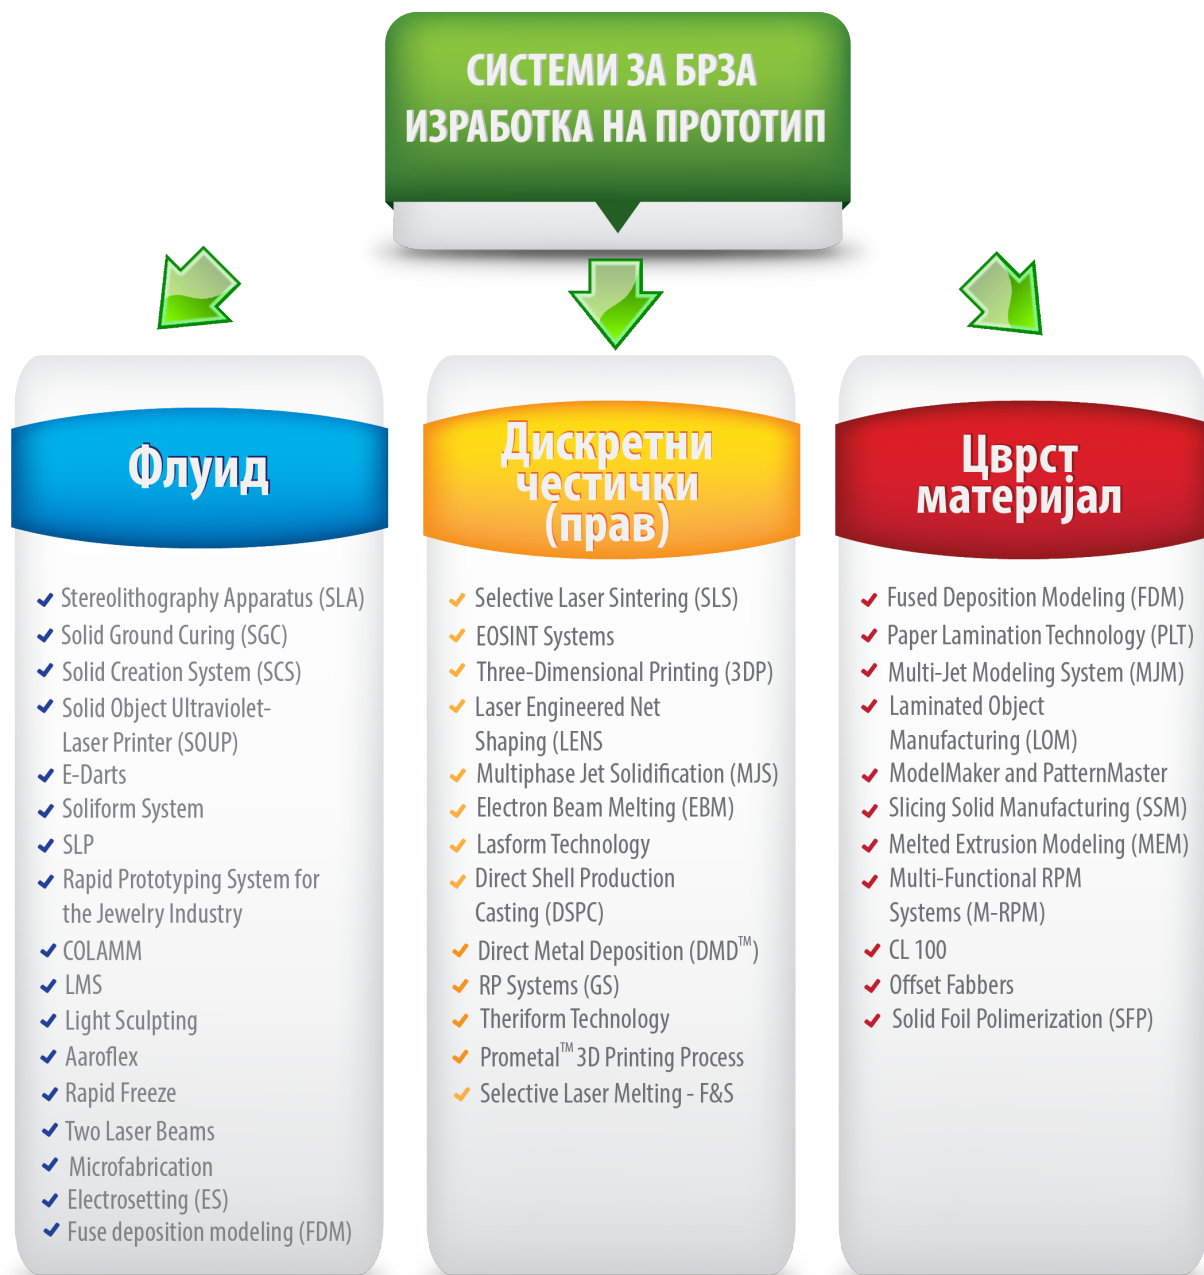 СИСТЕМИ ЗА БРЗА
ИЗРАБОТКА НА ПРОТОТИП
Флуид
Stereolithography Apparatus (SLA)
Solid Ground Curing (SGC)
Solid Creation System (SCS)
Solid Object Ultraviolet-
Laser Printer (SOUP)
E-Darts
Soliform System
SLP
Rapid Prototyping System for
the Jewelry Industry
COLAMM
LMS
Light Sculpting
Aaroflex
Rapid Freeze
Two Laser Beams
Microfabrication
Electrosetting (ES)
Fuse deposition modeling (FDM)
Дискретни
честички
(прав)
Selective Laser Sintering (SLS)
EOSINT Systems
Three-Dimensional Printing (3DP)
Laser Engineered Net
Shaping (LENS
Multiphase Jet Solidification (MJS)
Electron Beam Melting (EBM)
Lasform Technology
Direct Shell Production
Casting (DSPC)
Direct Metal Deposition (DMD™)
RP Systems (GS)
Theriform Technology
Prometal™ 3D Printing Process
Selective Laser Melting - F&S
Цврст
материјал
Fused Deposition Modeling (FDM)
Paper Lamination Technology (PLT)
Multi-Jet Modeling System (MJM)
Laminated Object
Manufacturing (LOM)
ModelMaker and PatternMaster
Slicing Solid Manufacturing (SSM)
Melted Extrusion Modeling (MEM)
Multi-Functional RPM
Systems (M-RPM)
CL 100
Offset Fabbers
Solid Foil Polimerization (SFP)